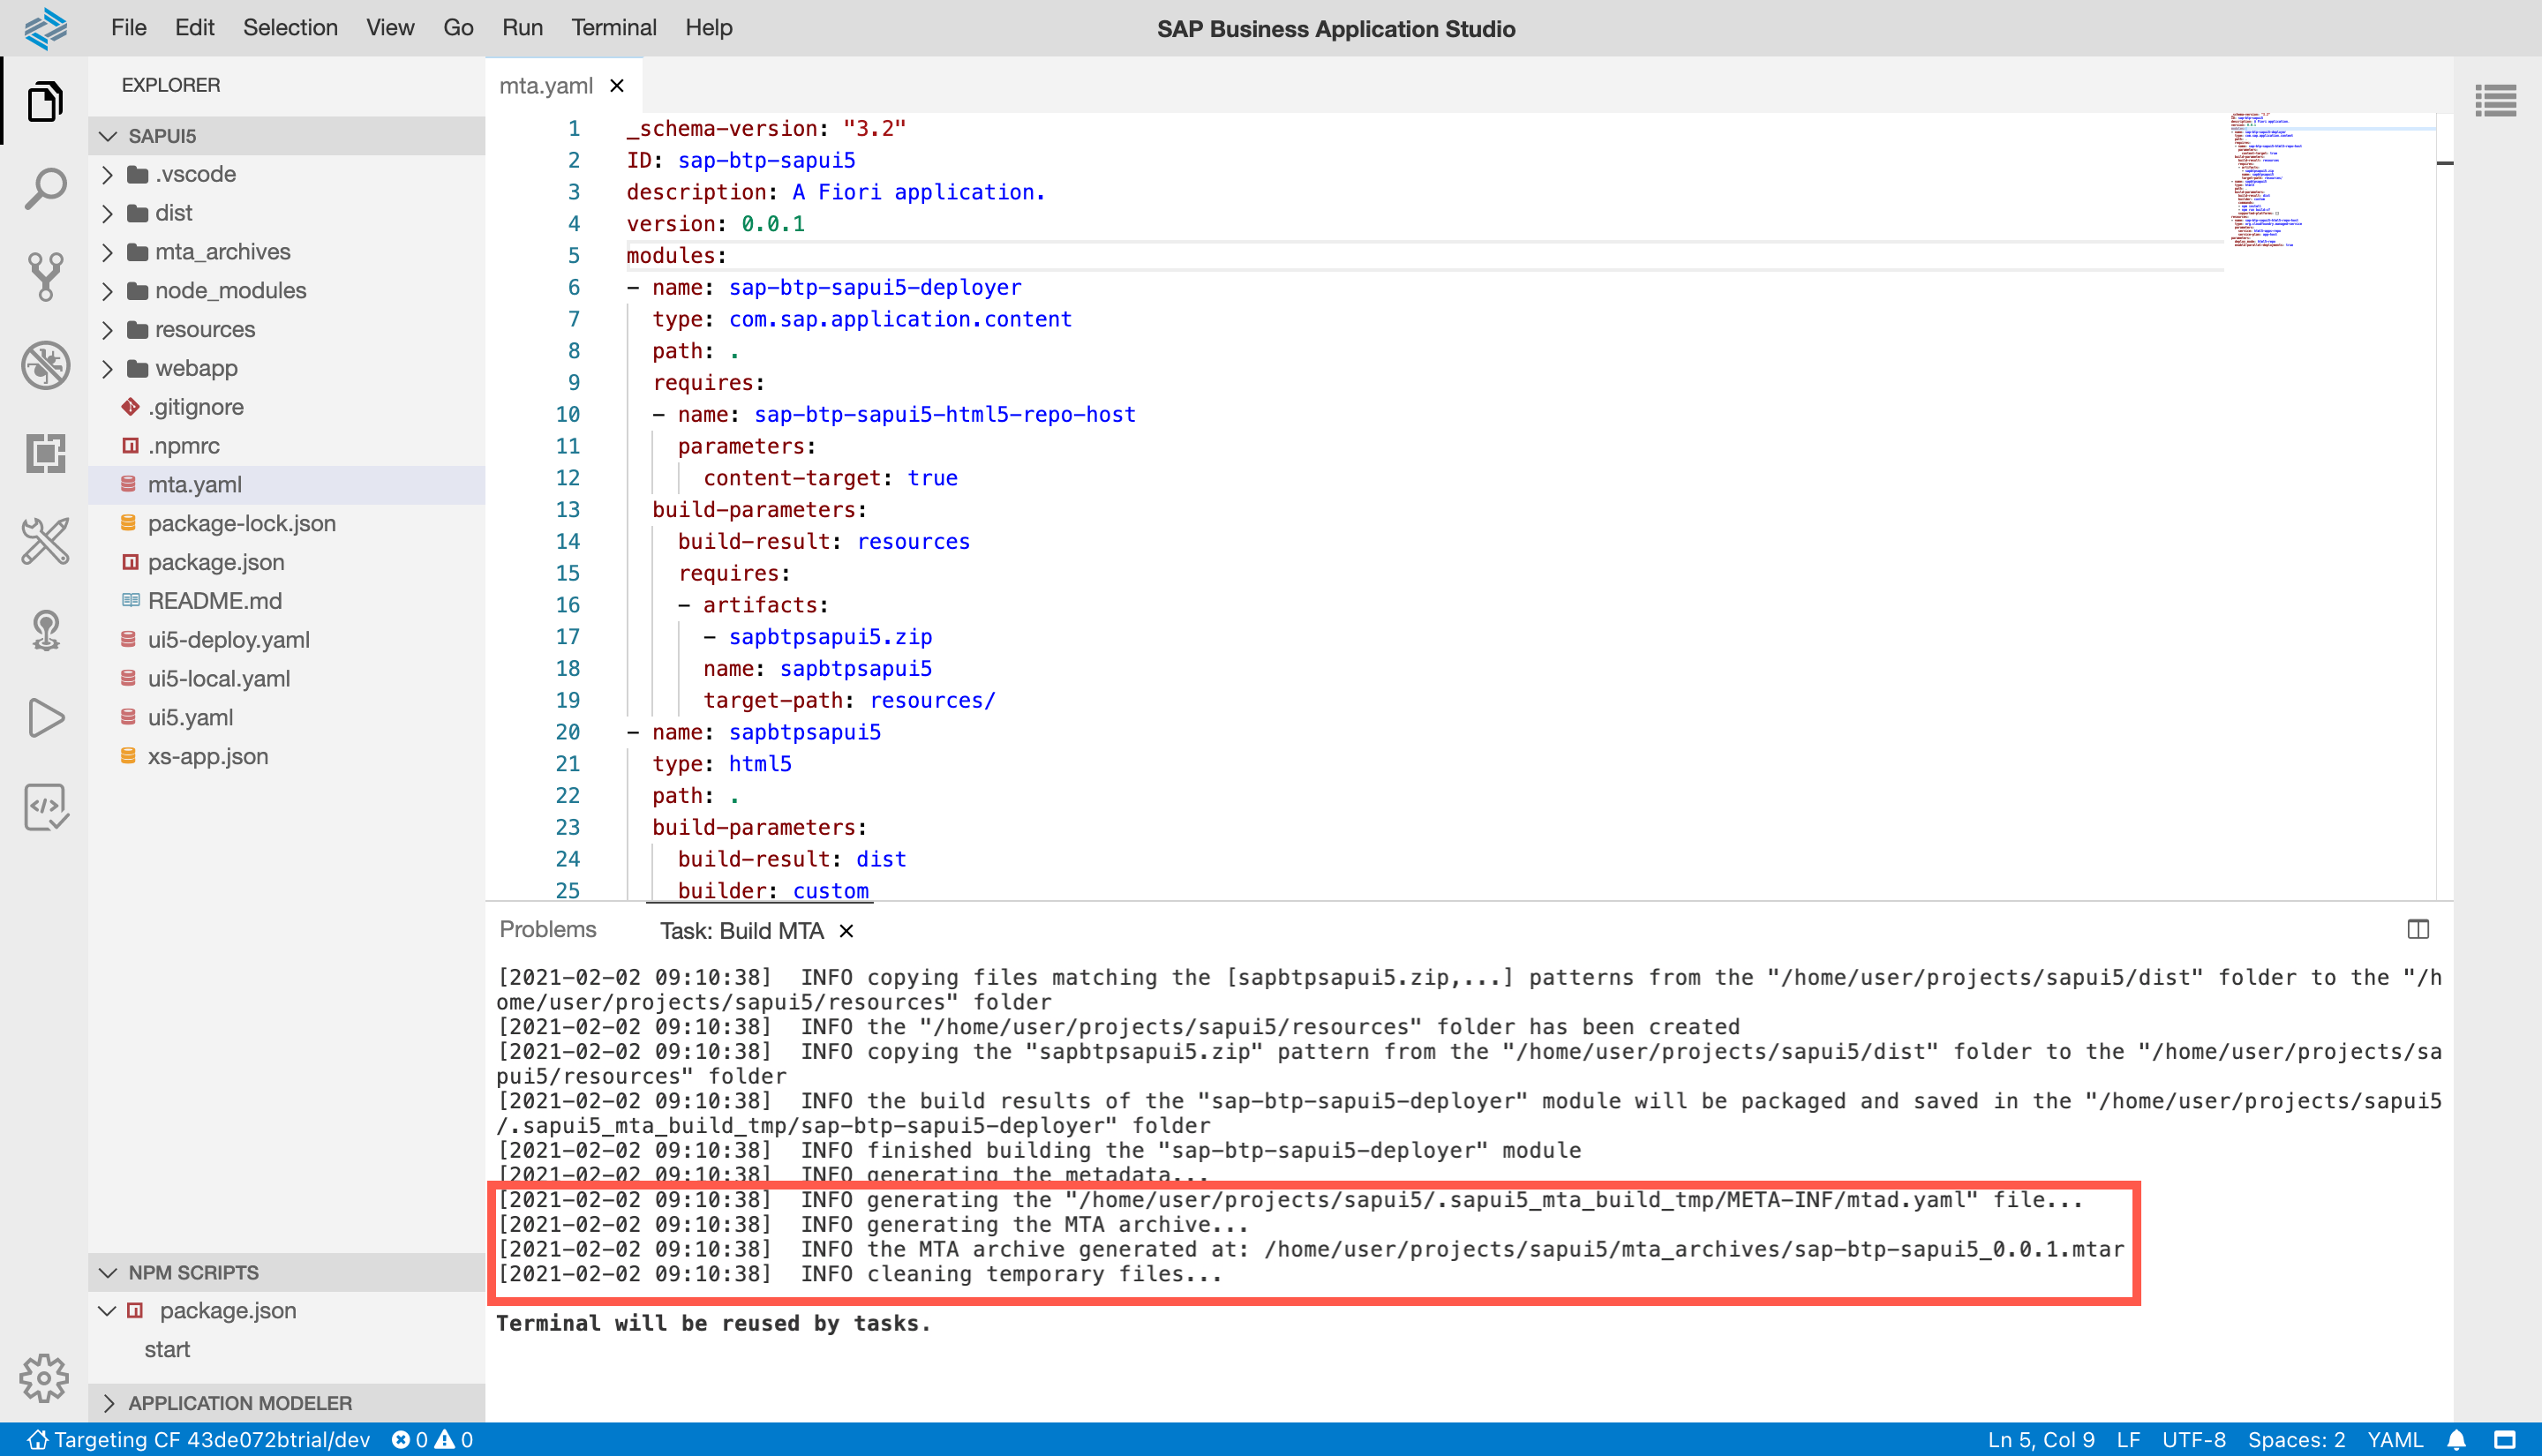 File Edit Selection View Go Run Terminal Help
SAP Business Application Studio
EXPLORER
SAPUI5
.vscode
dist
mta_archives
node_modules
resources
webapp
.gitignore
.npmrc
mta.yaml
package-lock.json
package.json
README.md
ui5-deploy.yaml
ui5-local.yaml
ui5.yaml
xs-app.json
NPM SCRIPTS
package.json
start
APPLICATION MODELER
mta.yaml
1 _schema-version: "3.2"
2 ID: sap-btp-sapui5
3 description: A Fiori application.
4 version: 0.0.1
5 modules:
6 - name: sap-btp-sapui5-deployer
7 type: com.sap.application.content
8 path: .
9 requires:
10 - name: sap-btp-sapui5-html5-repo-host
11 parameters:
12 content-target: true
13 build-parameters:
14 build-result: resources
15 requires:
16 - artifacts:
17 - sapbtpsapui5.zip
18 name: sapbtpsapui5
19 target-path: resources/
20 - name: sapbtpsapui5
21 type: html5
22 path: .
23 build-parameters:
24 build-result: dist
25 builder: custom
Problems Task: Build MTA
[2021-02-02 09:10:38]  INFO copying files matching the [sapbtpsapui5.zip,...] patterns from the "/home/user/projects/sapui5/dist" folder to the "/h
ome/user/projects/sapui5/resources" folder
[2021-02-02 09:10:38]  INFO the "/home/user/projects/sapui5/resources" folder has been created
[2021-02-02 09:10:38]  INFO copying the "sapbtpsapui5.zip" pattern from the "/home/user/projects/sapui5/dist" folder to the "/home/user/projects/sa
pui5/resources" folder
[2021-02-02 09:10:38]  INFO the build results of the "sap-btp-sapui5-deployer" module will be packaged and saved in the "/home/user/projects/sapui5
/.sapui5_mta_build_tmp/sap-btp-sapui5-deployer" folder
[2021-02-02 09:10:38]  INFO finished building the "sap-btp-sapui5-deployer" module
[2021-02-02 09:10:38]  INFO generating the metadata...
[2021-02-02 09:10:38]  INFO generating the "/home/user/projects/sapui5/.sapui5_mta_build_tmp/META-INF/mtad.yaml" file...
[2021-02-02 09:10:38]  INFO generating the MTA archive...
[2021-02-02 09:10:38]  INFO the MTA archive generated at: /home/user/projects/sapui5/mta_archives/sap-btp-sapui5_0.0.1.mtar
[2021-02-02 09:10:38]  INFO cleaning temporary files...
Terminal will be reused by tasks.
Targeting CF 43de072btrial/dev 0 0 Ln 5, Col 9 LF UTF-8 Spaces: 2 YAML